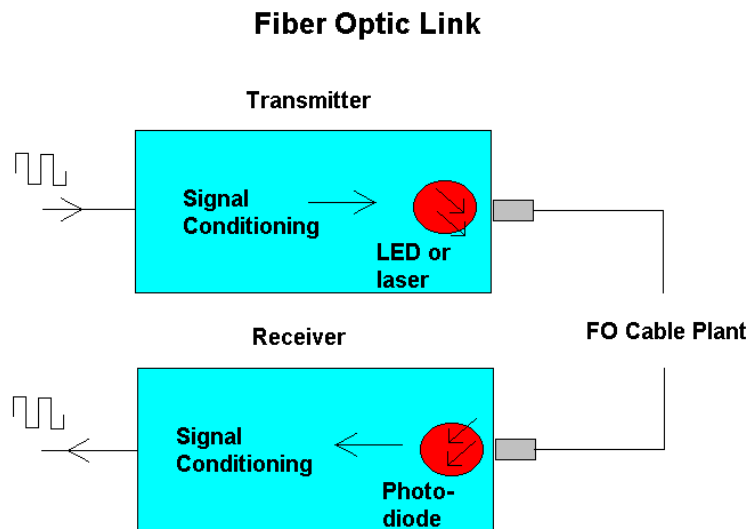 Fiber Optic Link
Transmitter
Signal
Conditioning
LED or
laser
FO Cable Plant
Receiver
Signal
Conditioning
Photo-
diode